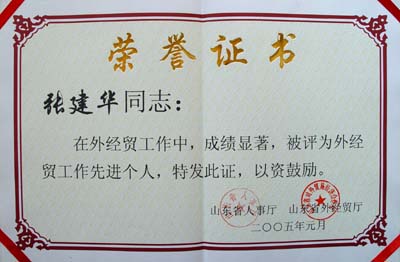 荣誉证书
张建华同志：
在外经贸工作中，成绩显著，被评为外经
贸工作先进个人，特发此证，以资鼓励。
山东省人事厅 山东省外经贸厅
二〇〇五年元月